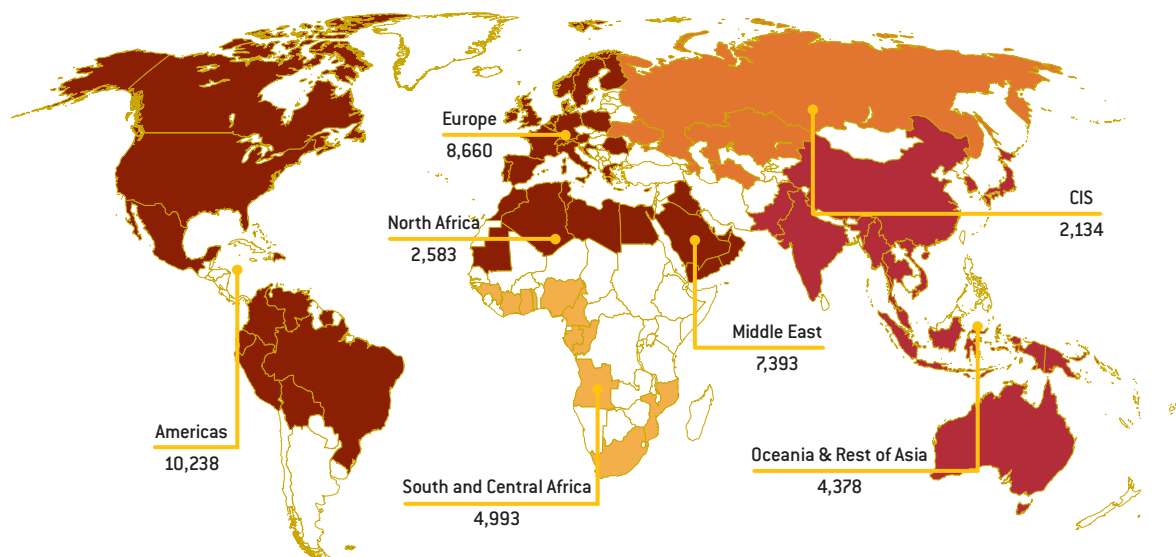 Europe
8,660
CIS
2,134
North Africa
2,583
Middle East
7,393
Americas
10,238
Oceania & Rest of Asia
4,378
South and Central Africa
4,993